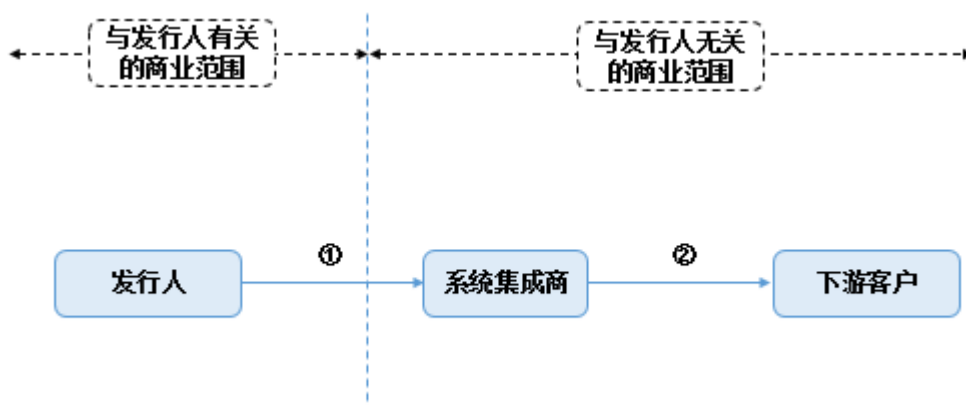 与发行人有关
的商业范围
与发行人无关
的商业范围
①
②
发行人
系统集成商
下游客户